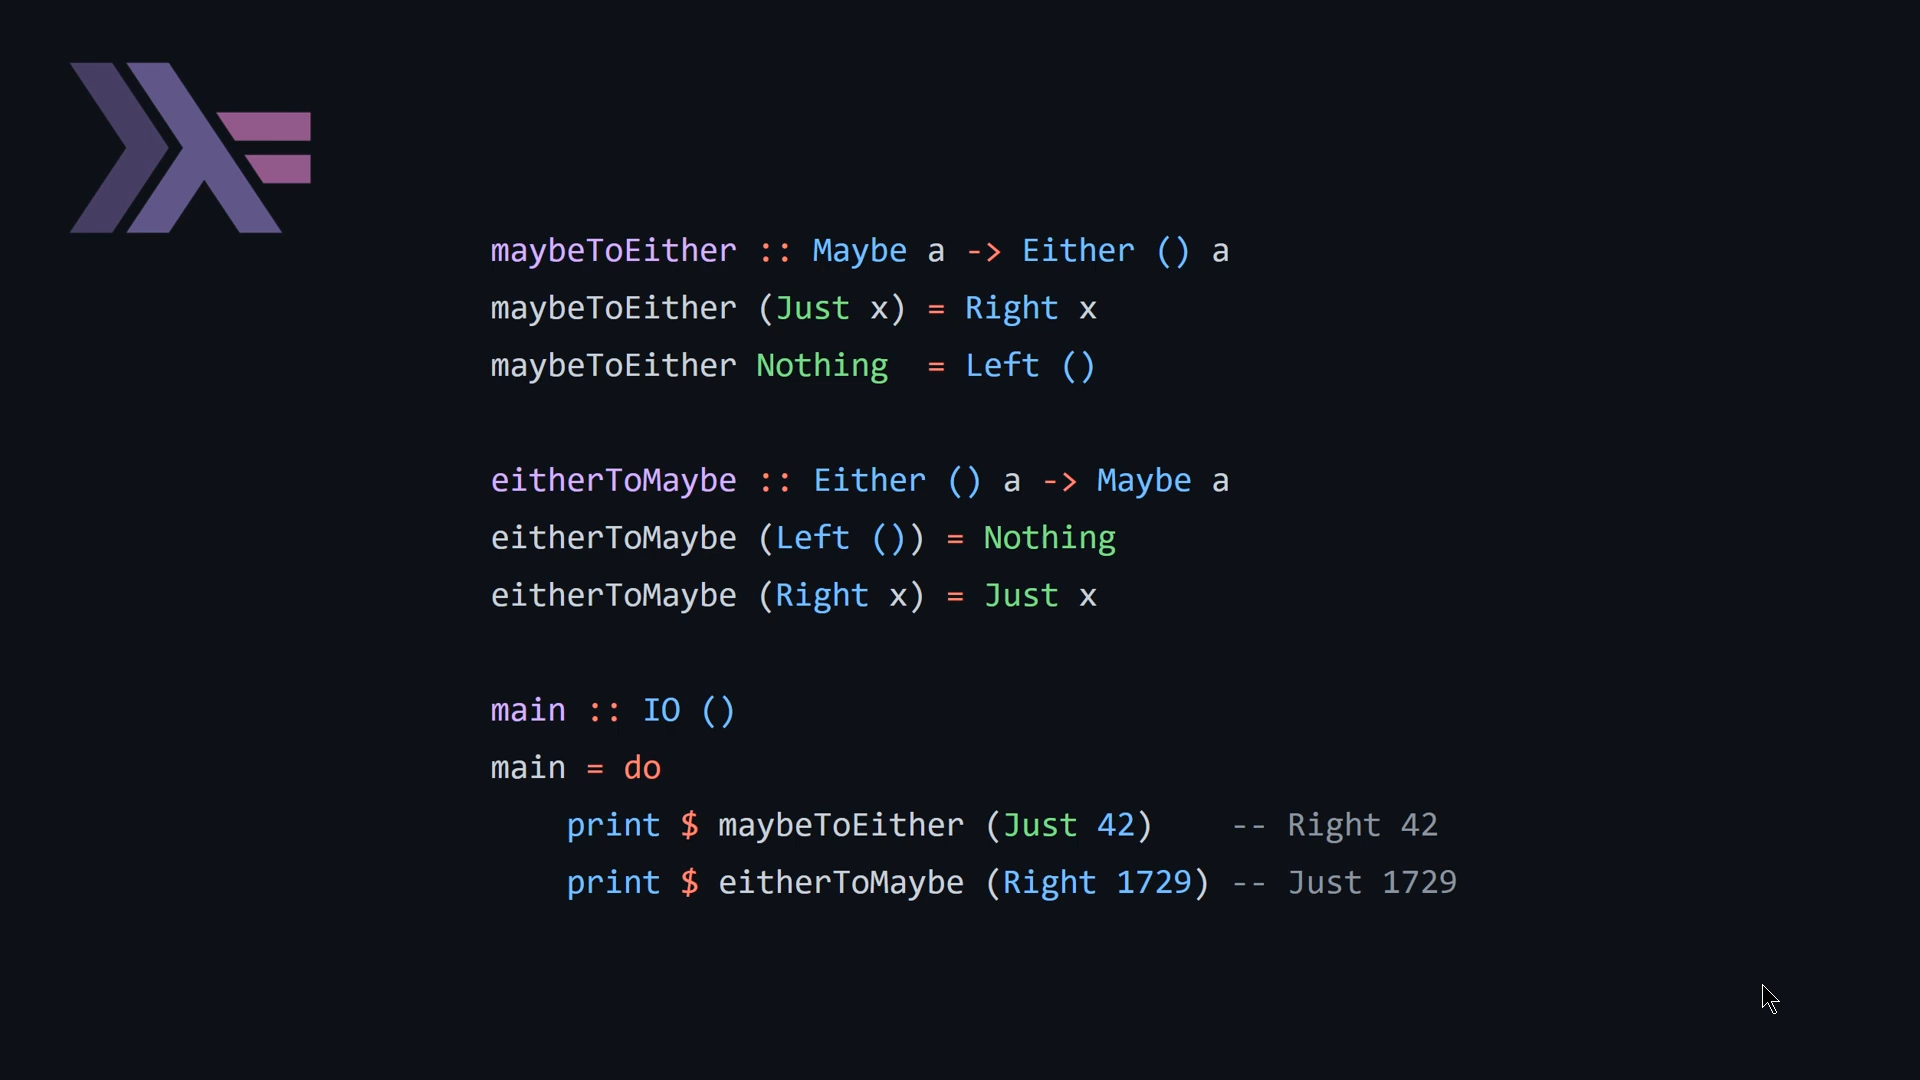 maybeToEither :: Maybe a -> Either () a
maybeToEither (Just x) = Right x
maybeToEither Nothing  = Left ()
eitherToMaybe :: Either () a -> Maybe a
eitherToMaybe (Left ()) = Nothing
eitherToMaybe (Right x) = Just x
main :: IO ()
main = do
    print $ maybeToEither (Just 42)    -- Right 42
    print $ eitherToMaybe (Right 1729) -- Just 1729